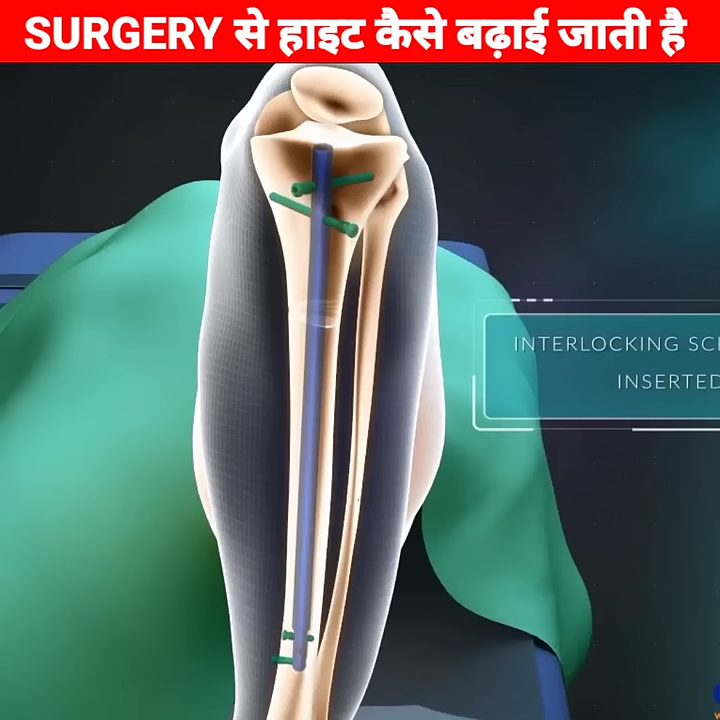 SURGERY से हाइट कैसे बढ़ाई जाती है
INTERLOCKING
INSERTED